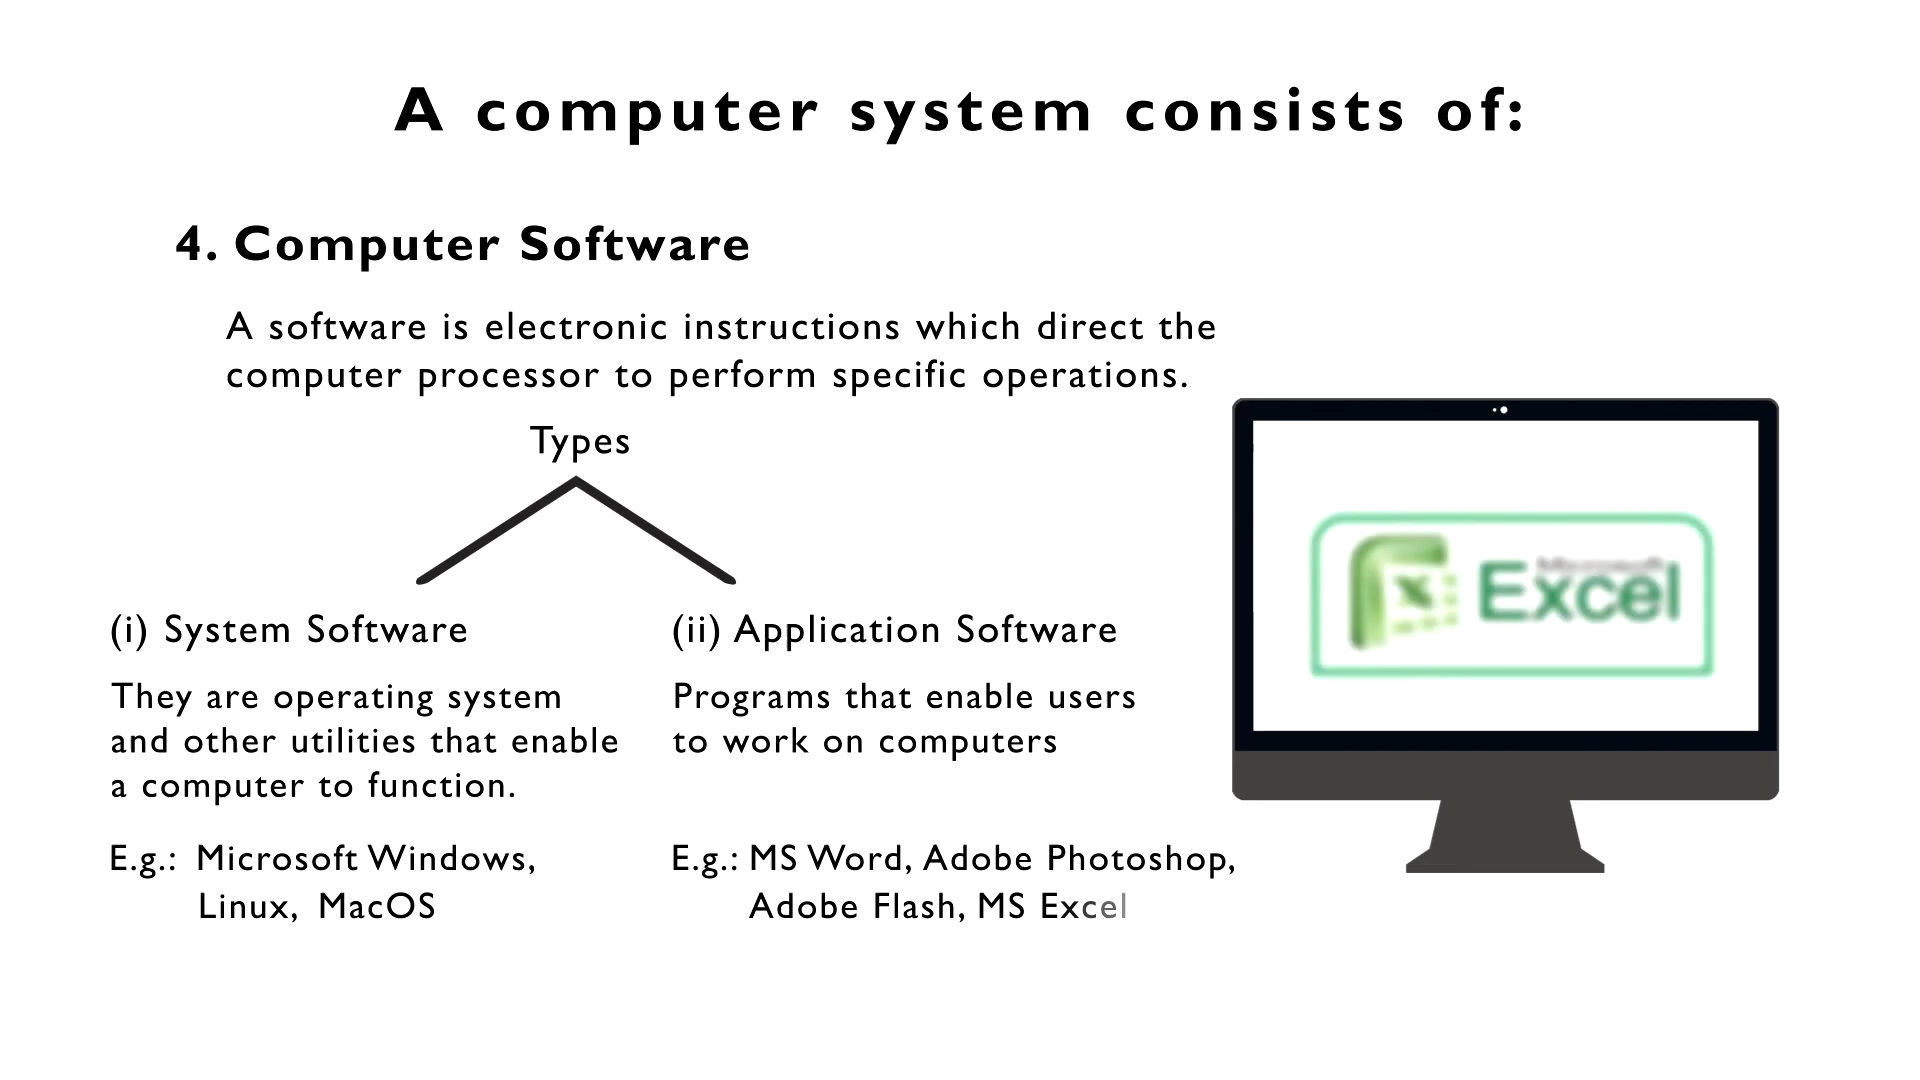 A computer system consists of:
4. Computer Software
A software is electronic instructions which direct the
computer processor to perform specific operations.
Types
(i) System Software
They are operating system
and other utilities that enable
a computer to function.
E.g.: Microsoft Windows,
Linux, MacOS
(ii) Application Software
Programs that enable users
to work on computers
E.g.: MS Word, Adobe Photoshop,
Adobe Flash, MS Excel
Microsoft
Excel